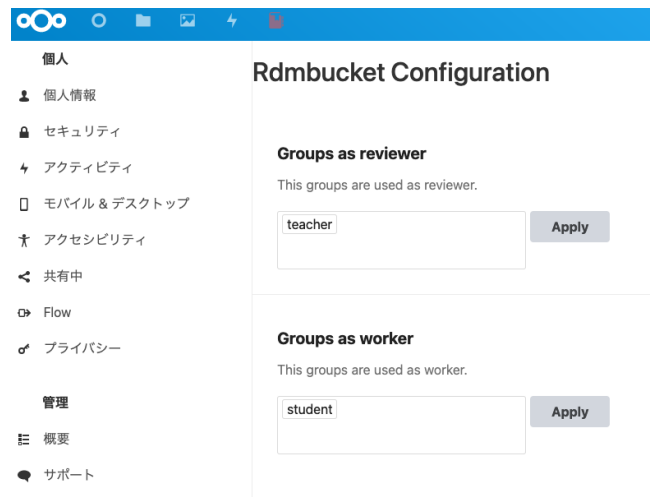 個人
個人情報
セキュリティ
アクティビティ
モバイル & デスクトップ
アクセシビリティ
共有中
Flow
プライバシー
管理
概要
サポート
Rdmbucket Configuration
Groups as reviewer
This groups are used as reviewer.
teacher
Apply
Groups as worker
This groups are used as worker.
student
Apply